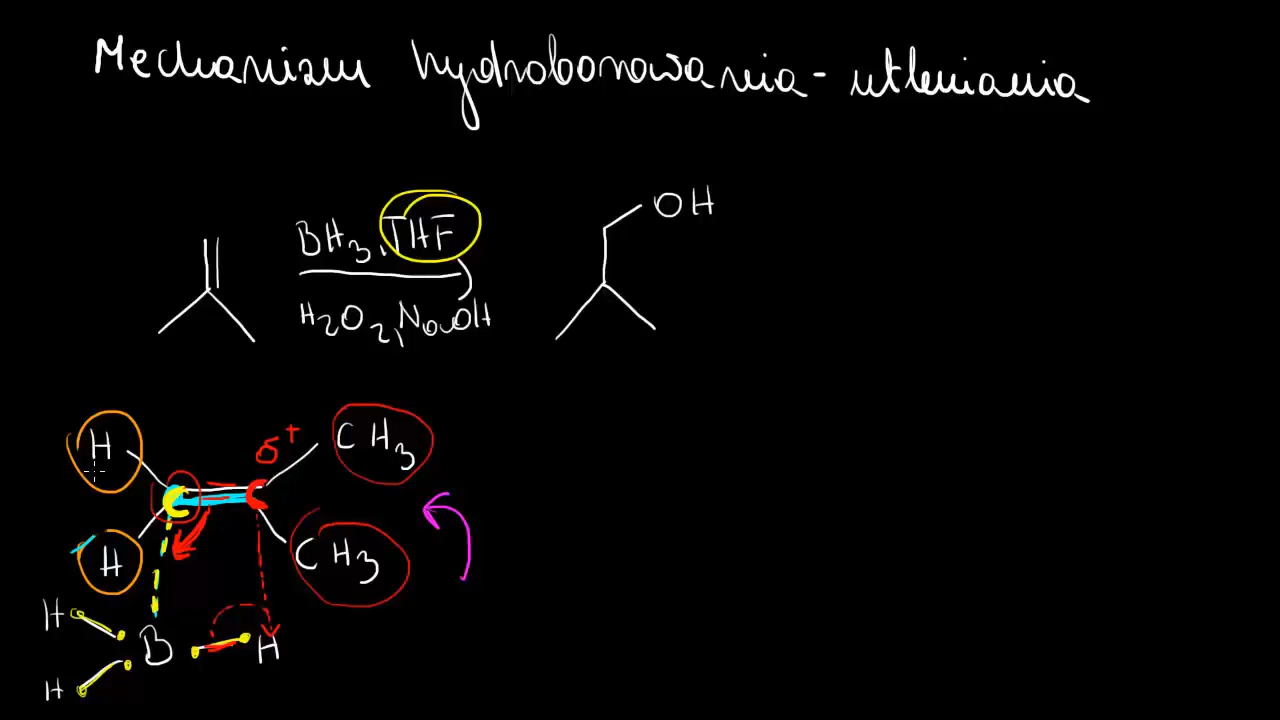 Mechanizm hydroborowania-utleniania
BH3·THF
H2O2, NaOH
OH
H
δ+
CH3
C C
H
CH3
H
B H
H